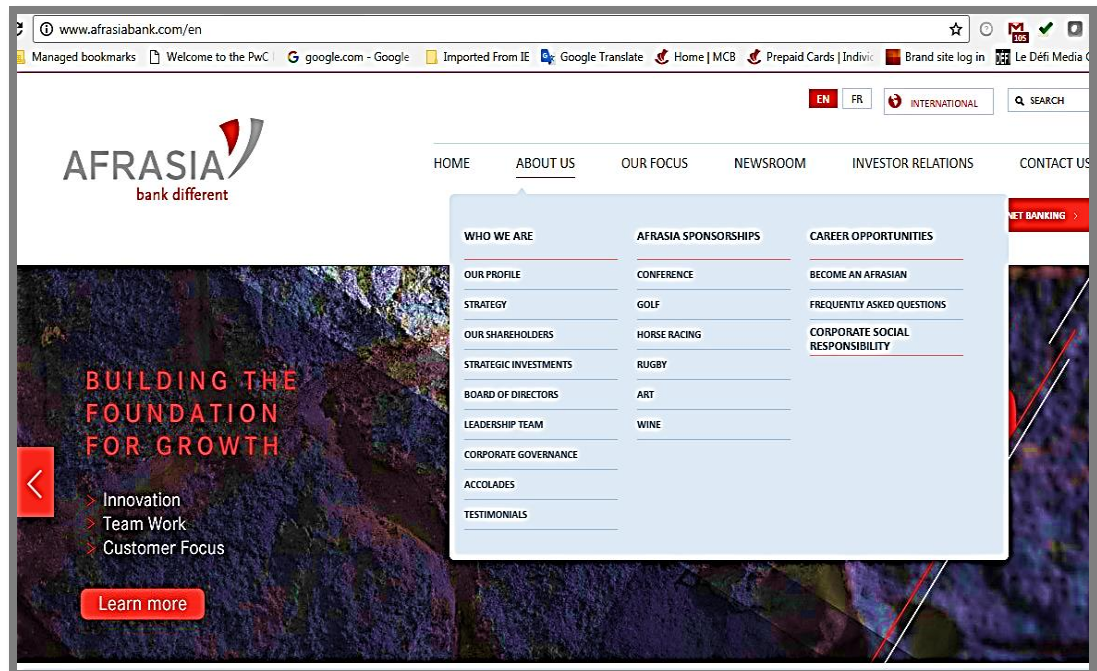 www.afrasiabank.com/en
105
Managed bookmarks
Welcome to the PwC
google.com - Google
Imported From IE
Google Translate
Home | MCB
Prepaid Cards | Indivic
Brand site log in
Le Défi Media
EN
FR
INTERNATIONAL
SEARCH
AFRASIA
bank different
HOME
ABOUT US
OUR FOCUS
NEWSROOM
INVESTOR RELATIONS
CONTACT US
NET BANKING
WHO WE ARE
OUR PROFILE
STRATEGY
OUR SHAREHOLDERS
STRATEGIC INVESTMENTS
BOARD OF DIRECTORS
LEADERSHIP TEAM
CORPORATE GOVERNANCE
ACCOLADES
TESTIMONIALS
AFRASIA SPONSORSHIPS
CONFERENCE
GOLF
HORSE RACING
RUGBY
ART
WINE
CAREER OPPORTUNITIES
BECOME AN AFRASIAN
FREQUENTLY ASKED QUESTIONS
CORPORATE SOCIAL
RESPONSIBILITY
BUILDING THE
FOUNDATION
FOR GROWTH
> Innovation
> Team Work
> Customer Focus
Learn more